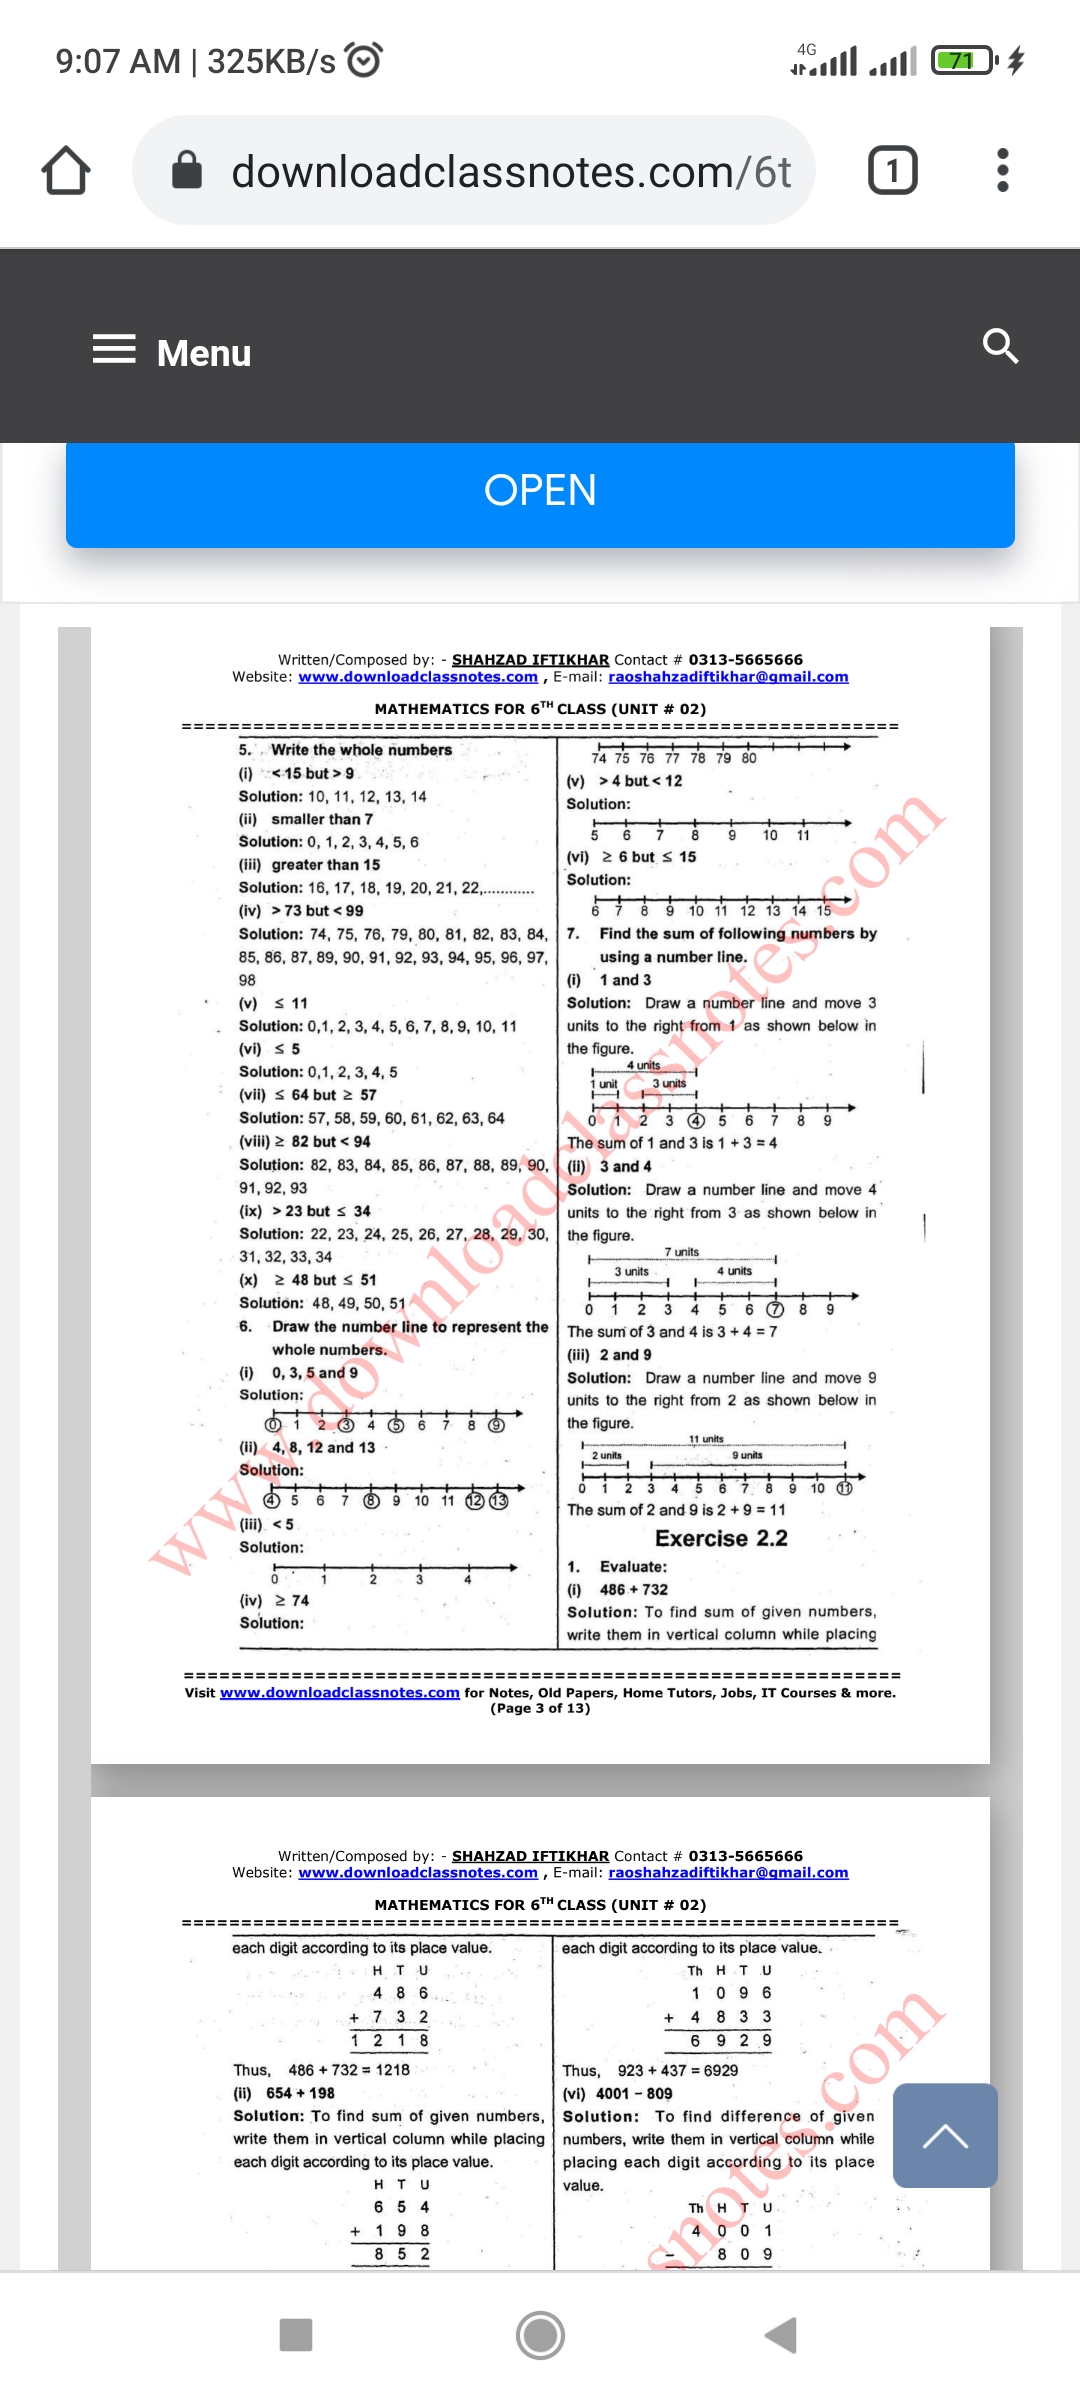 9:07 AM | 325KB/s
4G
71
downloadclassnotes.com/6t
1
Menu
OPEN
Written/Composed by: - SHAHZAD IFTIKHAR Contact # 0313-5665666
Website: www.downloadclassnotes.com , E-mail: raoshahzadiftikhar@gmail.com
MATHEMATICS FOR 6TH CLASS (UNIT # 02)
============================================================
5. Write the whole numbers
(i) < 15 but > 9
Solution: 10, 11, 12, 13, 14
(ii) smaller than 7
Solution: 0, 1, 2, 3, 4, 5, 6
(iii) greater than 15
Solution: 16, 17, 18, 19, 20, 21, 22,............
(iv) > 73 but < 99
Solution: 74, 75, 76, 79, 80, 81, 82, 83, 84,
85, 86, 87, 89, 90, 91, 92, 93, 94, 95, 96, 97,
98
(v) ≤ 11
Solution: 0,1, 2, 3, 4, 5, 6, 7, 8, 9, 10, 11
(vi) ≤ 5
Solution: 0,1, 2, 3, 4, 5
(vii) ≤ 64 but ≥ 57
Solution: 57, 58, 59, 60, 61, 62, 63, 64
(viii) ≥ 82 but < 94
Solution: 82, 83, 84, 85, 86, 87, 88, 89, 90,
91, 92, 93
(ix) > 23 but ≤ 34
Solution: 22, 23, 24, 25, 26, 27, 28, 29, 30,
31, 32, 33, 34
(x) ≥ 48 but ≤ 51
Solution: 48, 49, 50, 51
6. Draw the number line to represent the
whole numbers.
(i) 0, 3, 5 and 9
Solution:
0 1 2 3 4 5 6 7 8 9
(ii) 4, 8, 12 and 13
Solution:
4 5 6 7 8 9 10 11 12 13
(iii) < 5
Solution:
0 1 2 3 4
(iv) ≥ 74
Solution:
74 75 76 77 78 79 80
(v) > 4 but < 12
Solution:
5 6 7 8 9 10 11
(vi) ≥ 6 but ≤ 15
Solution:
6 7 8 9 10 11 12 13 14 15
7. Find the sum of following numbers by
using a number line.
(i) 1 and 3
Solution: Draw a number line and move 3
units to the right from 1 as shown below in
the figure.
4 units
1 unit 3 units
0 1 2 3 4 5 6 7 8 9
The sum of 1 and 3 is 1 + 3 = 4
(ii) 3 and 4
Solution: Draw a number line and move 4
units to the right from 3 as shown below in
the figure.
7 units
3 units 4 units
0 1 2 3 4 5 6 7 8 9
The sum of 3 and 4 is 3 + 4 = 7
(iii) 2 and 9
Solution: Draw a number line and move 9
units to the right from 2 as shown below in
the figure.
11 units
2 units 9 units
0 1 2 3 4 5 6 7 8 9 10 11
The sum of 2 and 9 is 2 + 9 = 11
Exercise 2.2
1. Evaluate:
(i) 486 + 732
Solution: To find sum of given numbers,
write them in vertical column while placing
www.downloadclassnotes.com
============================================================
Visit www.downloadclassnotes.com for Notes, Old Papers, Home Tutors, Jobs, IT Courses & more.
(Page 3 of 13)
Written/Composed by: - SHAHZAD IFTIKHAR Contact # 0313-5665666
Website: www.downloadclassnotes.com , E-mail: raoshahzadiftikhar@gmail.com
MATHEMATICS FOR 6TH CLASS (UNIT # 02)
============================================================
each digit according to its place value.
H T U
4 8 6
+ 7 3 2
1 2 1 8
Thus, 486 + 732 = 1218
(ii) 654 + 198
Solution: To find sum of given numbers,
write them in vertical column while placing
each digit according to its place value.
H T U
6 5 4
+ 1 9 8
8 5 2
each digit according to its place value.
Th H T U
1 0 9 6
+ 4 8 3 3
6 9 2 9
Thus, 923 + 437 = 6929
(vi) 4001 - 809
Solution: To find difference of given
numbers, write them in vertical column while
placing each digit according to its place
value.
Th H T U
4 0 0 1
- 8 0 9
snotes.com